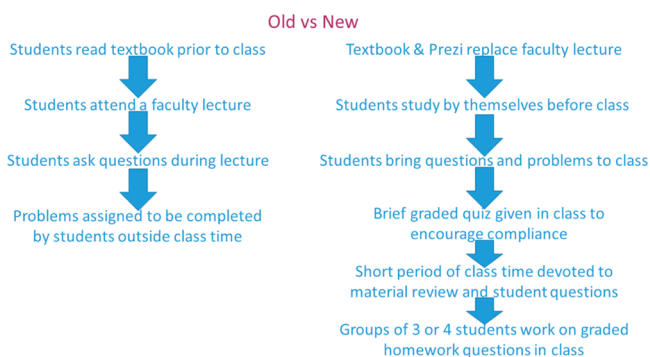 Old vs New
Students read textbook prior to class
Students attend a faculty lecture
Students ask questions during lecture
Problems assigned to be completed
by students outside class time
Textbook & Prezi replace faculty lecture
Students study by themselves before class
Students bring questions and problems to class
Brief graded quiz given in class to
encourage compliance
Short period of class time devoted to
material review and student questions
Groups of 3 or 4 students work on graded
homework questions in class